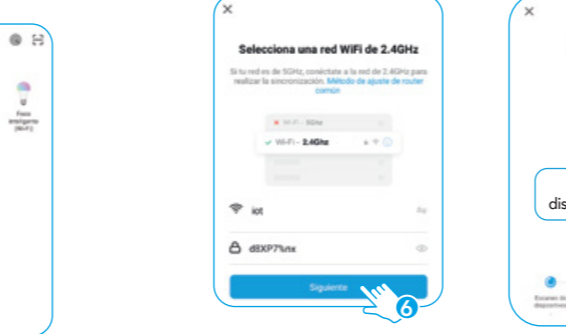 Foco
inteligente
(Wi-Fi)
Selecciona una red WiFi de 2.4GHz
Si tu red es de 5GHz, conéctate a la red de 2.4GHz para
realizar la sincronización. Método de ajuste de router
común
Wi-Fi - 5Ghz
Wi-Fi - 2.4Ghz
iot
d8XP7%nx
Siguiente
6
dis
Escaneo de